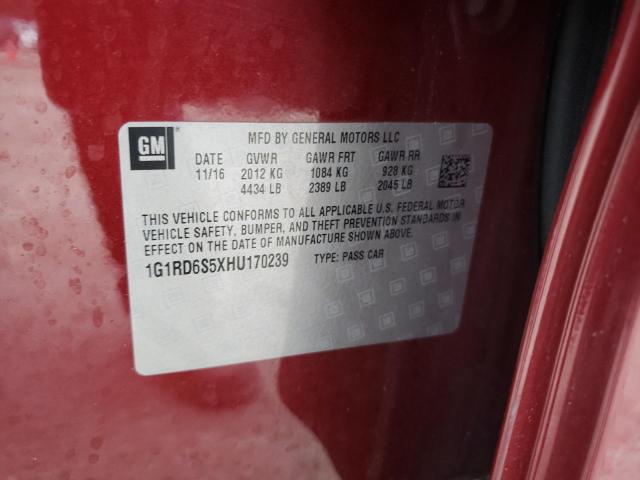 GM
MFD BY GENERAL MOTORS LLC
DATE GVWR GAWR FRT GAWR RR
11/16 2012 KG 1084 KG 928 KG
4434 LB 2389 LB 2045 LB
THIS VEHICLE CONFORMS TO ALL APPLICABLE U.S. FEDERAL MOTOR
VEHICLE SAFETY, BUMPER, AND THEFT PREVENTION STANDARDS IN
EFFECT ON THE DATE OF MANUFACTURE SHOWN ABOVE.
1G1RD6S5XHU170239 TYPE: PASS CAR